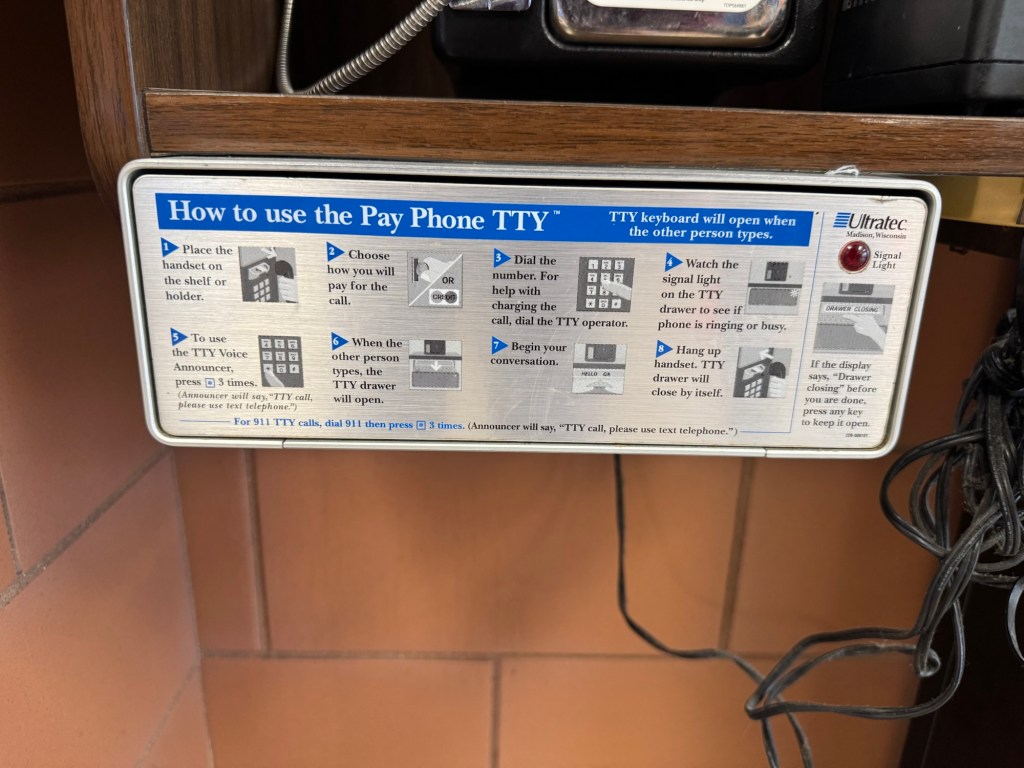 How to use the Pay Phone TTY™
TTY keyboard will open when
the other person types.
Ultratec
Madison, Wisconsin
Signal
Light
1 Place the
handset on
the shelf or
holder.
2 Choose
how you will
pay for the
call.
OR
CREDIT
3 Dial the
number. For
help with
charging the
call, dial the TTY operator.
4 Watch the
signal light
on the TTY
drawer to see if
phone is ringing or busy.
5 To use
the TTY Voice
Announcer,
press * 3 times.
(Announcer will say, "TTY call,
please use text telephone.")
6 When the
other person
types, the
TTY drawer
will open.
7 Begin your
conversation.
HELLO GA
8 Hang up
handset. TTY
drawer will
close by itself.
DRAWER CLOSING
If the display
says, "Drawer
closing" before
you are done,
press any key
to keep it open.
For 911 TTY calls, dial 911 then press * 3 times. (Announcer will say, "TTY call, please use text telephone.")